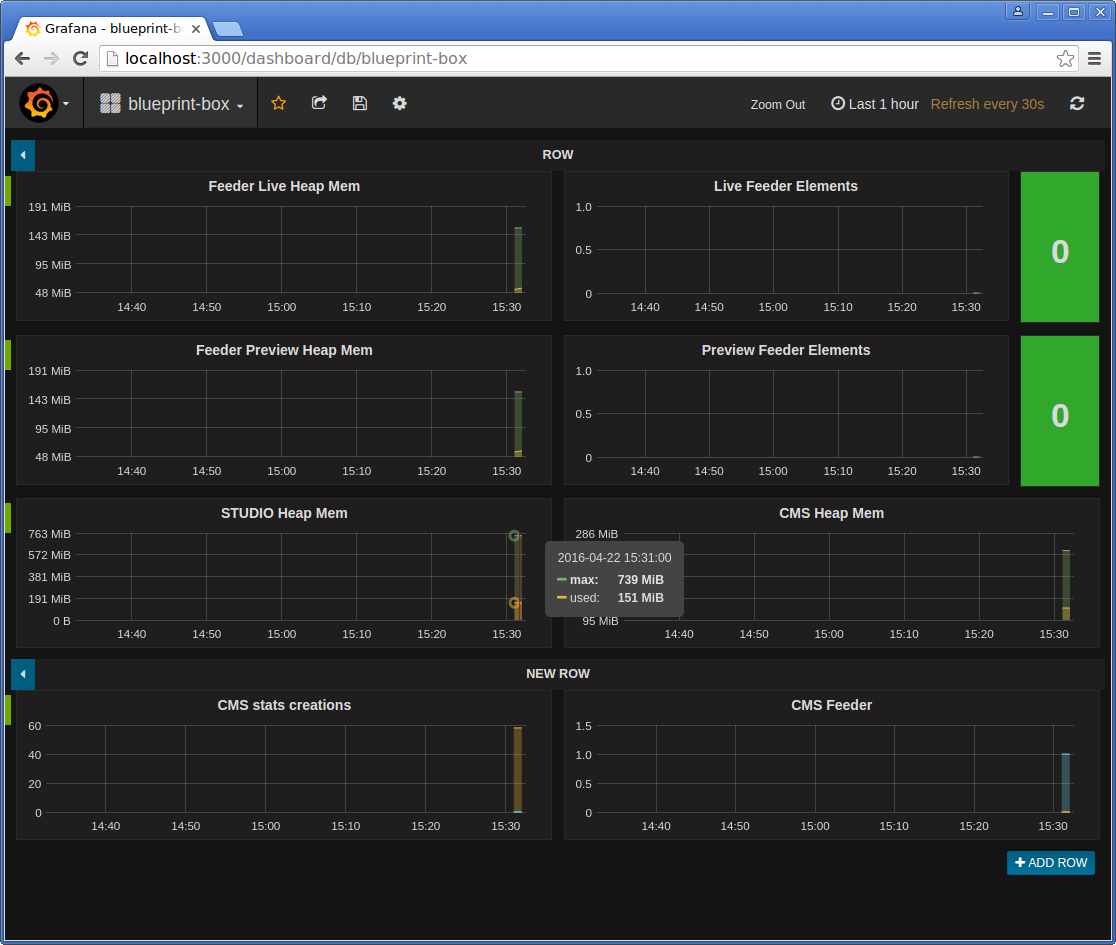 Grafana - blueprint-b
localhost:3000/dashboard/db/blueprint-box
blueprint-box
Zoom Out
Last 1 hour
Refresh every 30s
ROW
Feeder Live Heap Mem
191 MiB
143 MiB
95 MiB
48 MiB
14:40 14:50 15:00 15:10 15:20 15:30
Live Feeder Elements
1.0
0.5
0
14:40 14:50 15:00 15:10 15:20 15:30
0
Feeder Preview Heap Mem
191 MiB
143 MiB
95 MiB
48 MiB
14:40 14:50 15:00 15:10 15:20 15:30
Preview Feeder Elements
1.0
0.5
0
14:40 14:50 15:00 15:10 15:20 15:30
0
STUDIO Heap Mem
763 MiB
572 MiB
381 MiB
191 MiB
0 B
14:40 14:50 15:00 15:10 15:20 15:30
CMS Heap Mem
286 MiB
95 MiB
14:40 14:50 15:00 15:10 15:20 15:30
2016-04-22 15:31:00
max: 739 MiB
used: 151 MiB
NEW ROW
CMS stats creations
60
40
20
0
14:40 14:50 15:00 15:10 15:20 15:30
CMS Feeder
1.5
1.0
0.5
0
14:40 14:50 15:00 15:10 15:20 15:30
ADD ROW